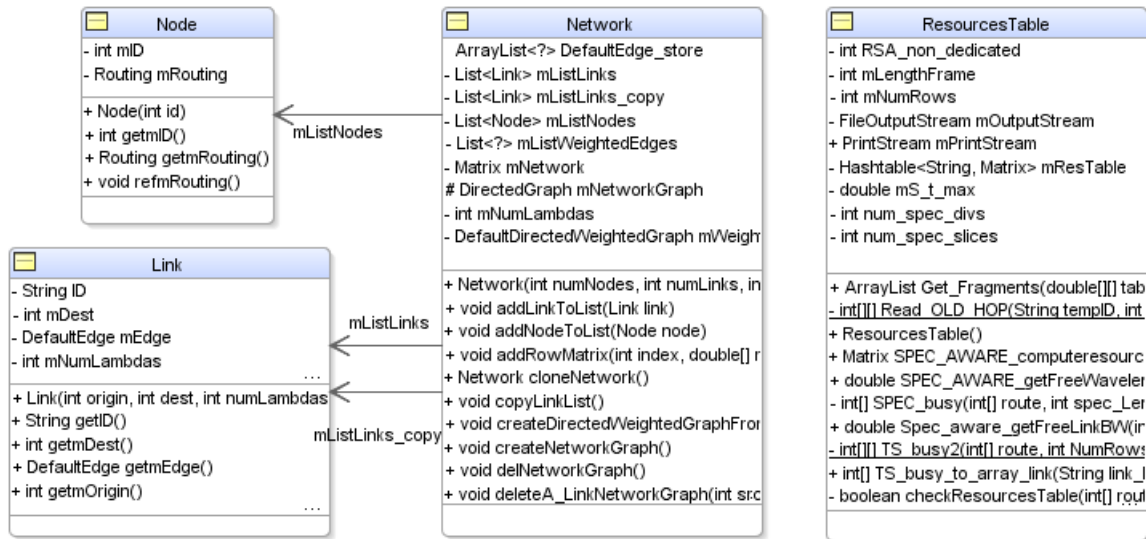 Node
- int mID
- Routing mRouting
+ Node(int id)
+ int getmID()
+ Routing getmRouting()
+ void refmRouting()
mListNodes
Link
- String ID
- int mDest
- DefaultEdge mEdge
- int mNumLambdas
...
+ Link(int origin, int dest, int numLambdas
+ String getID()
+ int getmDest()
+ DefaultEdge getmEdge()
+ int getmOrigin()
...
mListLinks
mListLinks_copy
Network
ArrayList<?> DefaultEdge_store
- List<Link> mListLinks
- List<Link> mListLinks_copy
- List<Node> mListNodes
- List<?> mListWeightedEdges
- Matrix mNetwork
# DirectedGraph mNetworkGraph
- int mNumLambdas
- DefaultDirectedWeightedGraph mWeigh
+ Network(int numNodes, int numLinks, in
+ void addLinkToList(Link link)
+ void addNodeToList(Node node)
+ void addRowMatrix(int index, double[] r
+ Network cloneNetwork()
+ void copyLinkList()
+ void createDirectedWeightedGraphFror
+ void createNetworkGraph()
+ void delNetworkGraph()
+ void deleteA_LinkNetworkGraph(int src
ResourcesTable
- int RSA_non_dedicated
- int mLengthFrame
- int mNumRows
- FileOutputStream mOutputStream
+ PrintStream mPrintStream
- Hashtable<String, Matrix> mResTable
- double mS_t_max
- int num_spec_divs
- int num_spec_slices
+ ArrayList Get_Fragments(double[][] tab
- int[][] Read_OLD_HOP(String tempID, int
+ ResourcesTable()
+ Matrix SPEC_AWARE_computeresourc
+ double SPEC_AWARE_getFreeWaveler
- int[] SPEC_busy(int[] route, int spec_Ler
+ double Spec_aware_getFreeLinkBW(ir
- int[][] TS_busy2(int[] route, int NumRows
+ int[] TS_busy_to_array_link(String link_I
- boolean checkResourcesTable(int[] rout